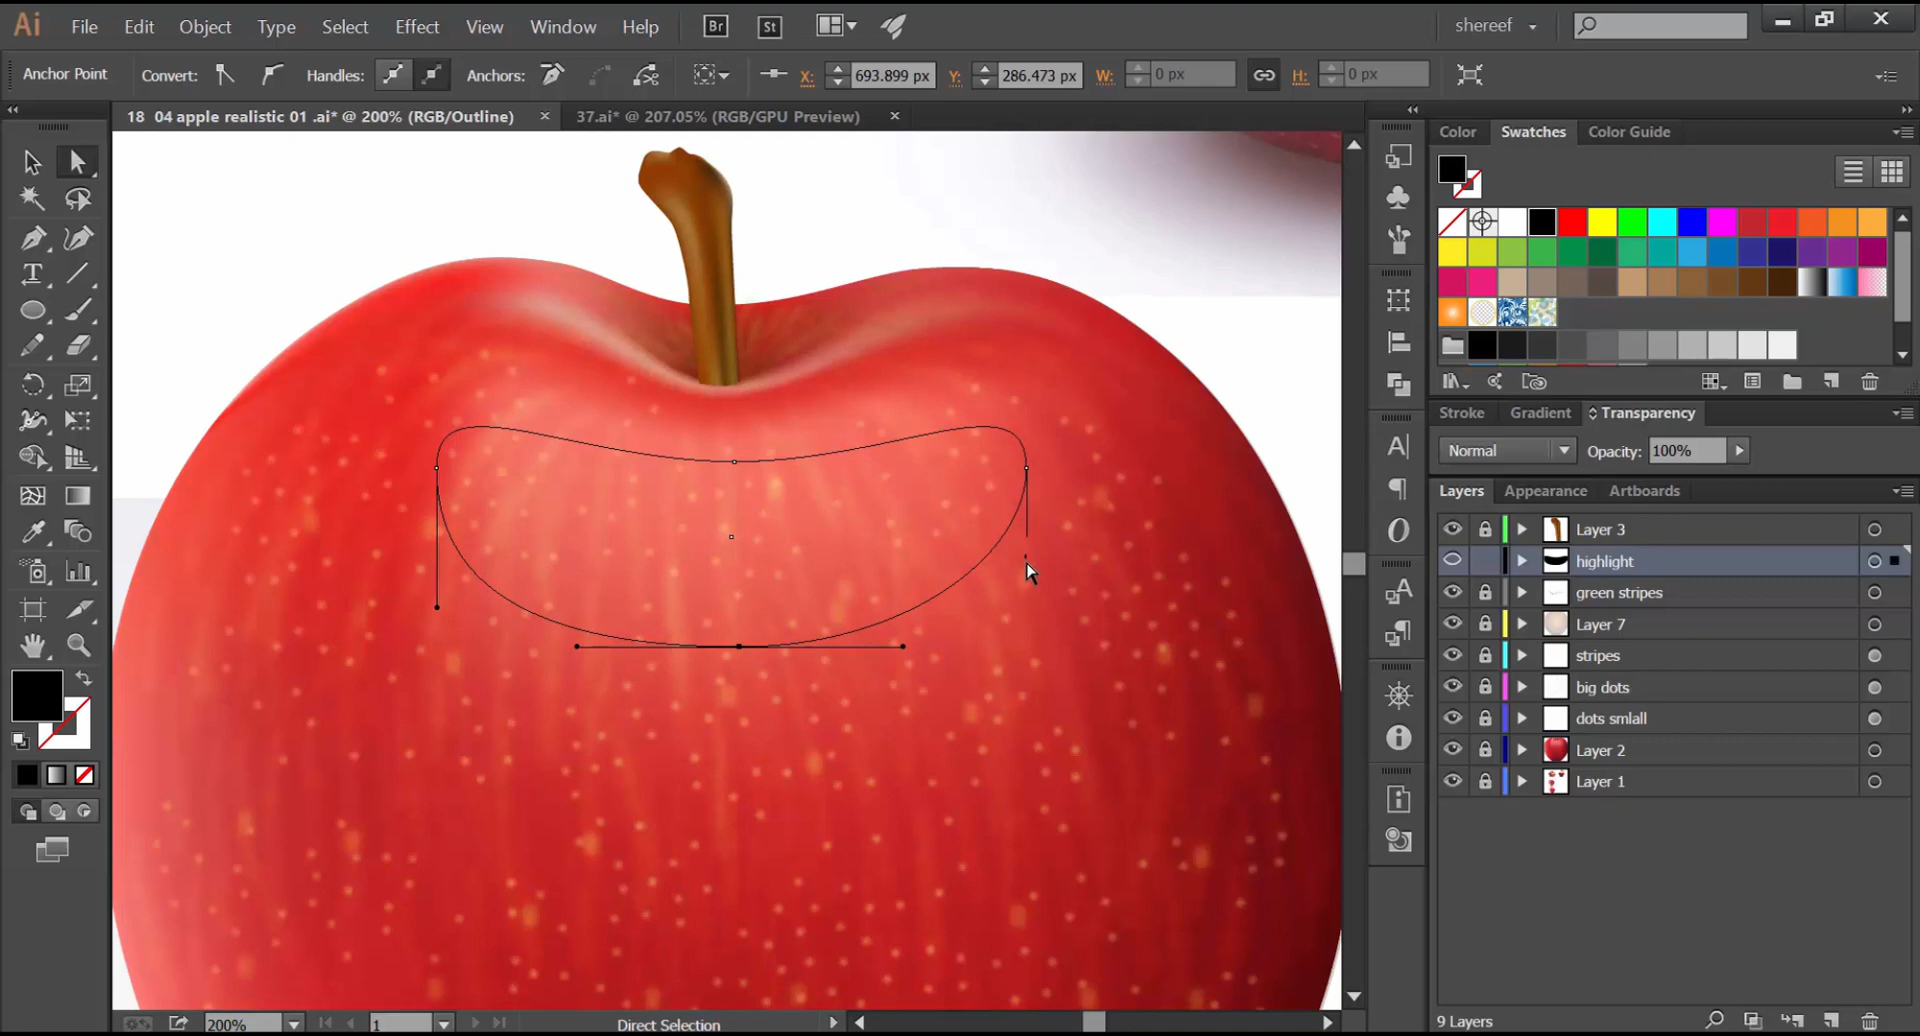 Ai File Edit Object Type Select Effect View Window Help Br St shereef
Anchor Point Convert: Handles: Anchors: X: 693.899 px Y: 286.473 px W: 0 px H: 0 px
18 04 apple realistic 01 .ai* @ 200% (RGB/Outline) × 37.ai* @ 207.05% (RGB/GPU Preview) ×
Color Swatches Color Guide
Stroke Gradient Transparency
Normal Opacity: 100%
Layers Appearance Artboards
Layer 3
highlight
green stripes
Layer 7
stripes
big dots
dots smlall
Layer 2
Layer 1
200% 1 Direct Selection 9 Layers